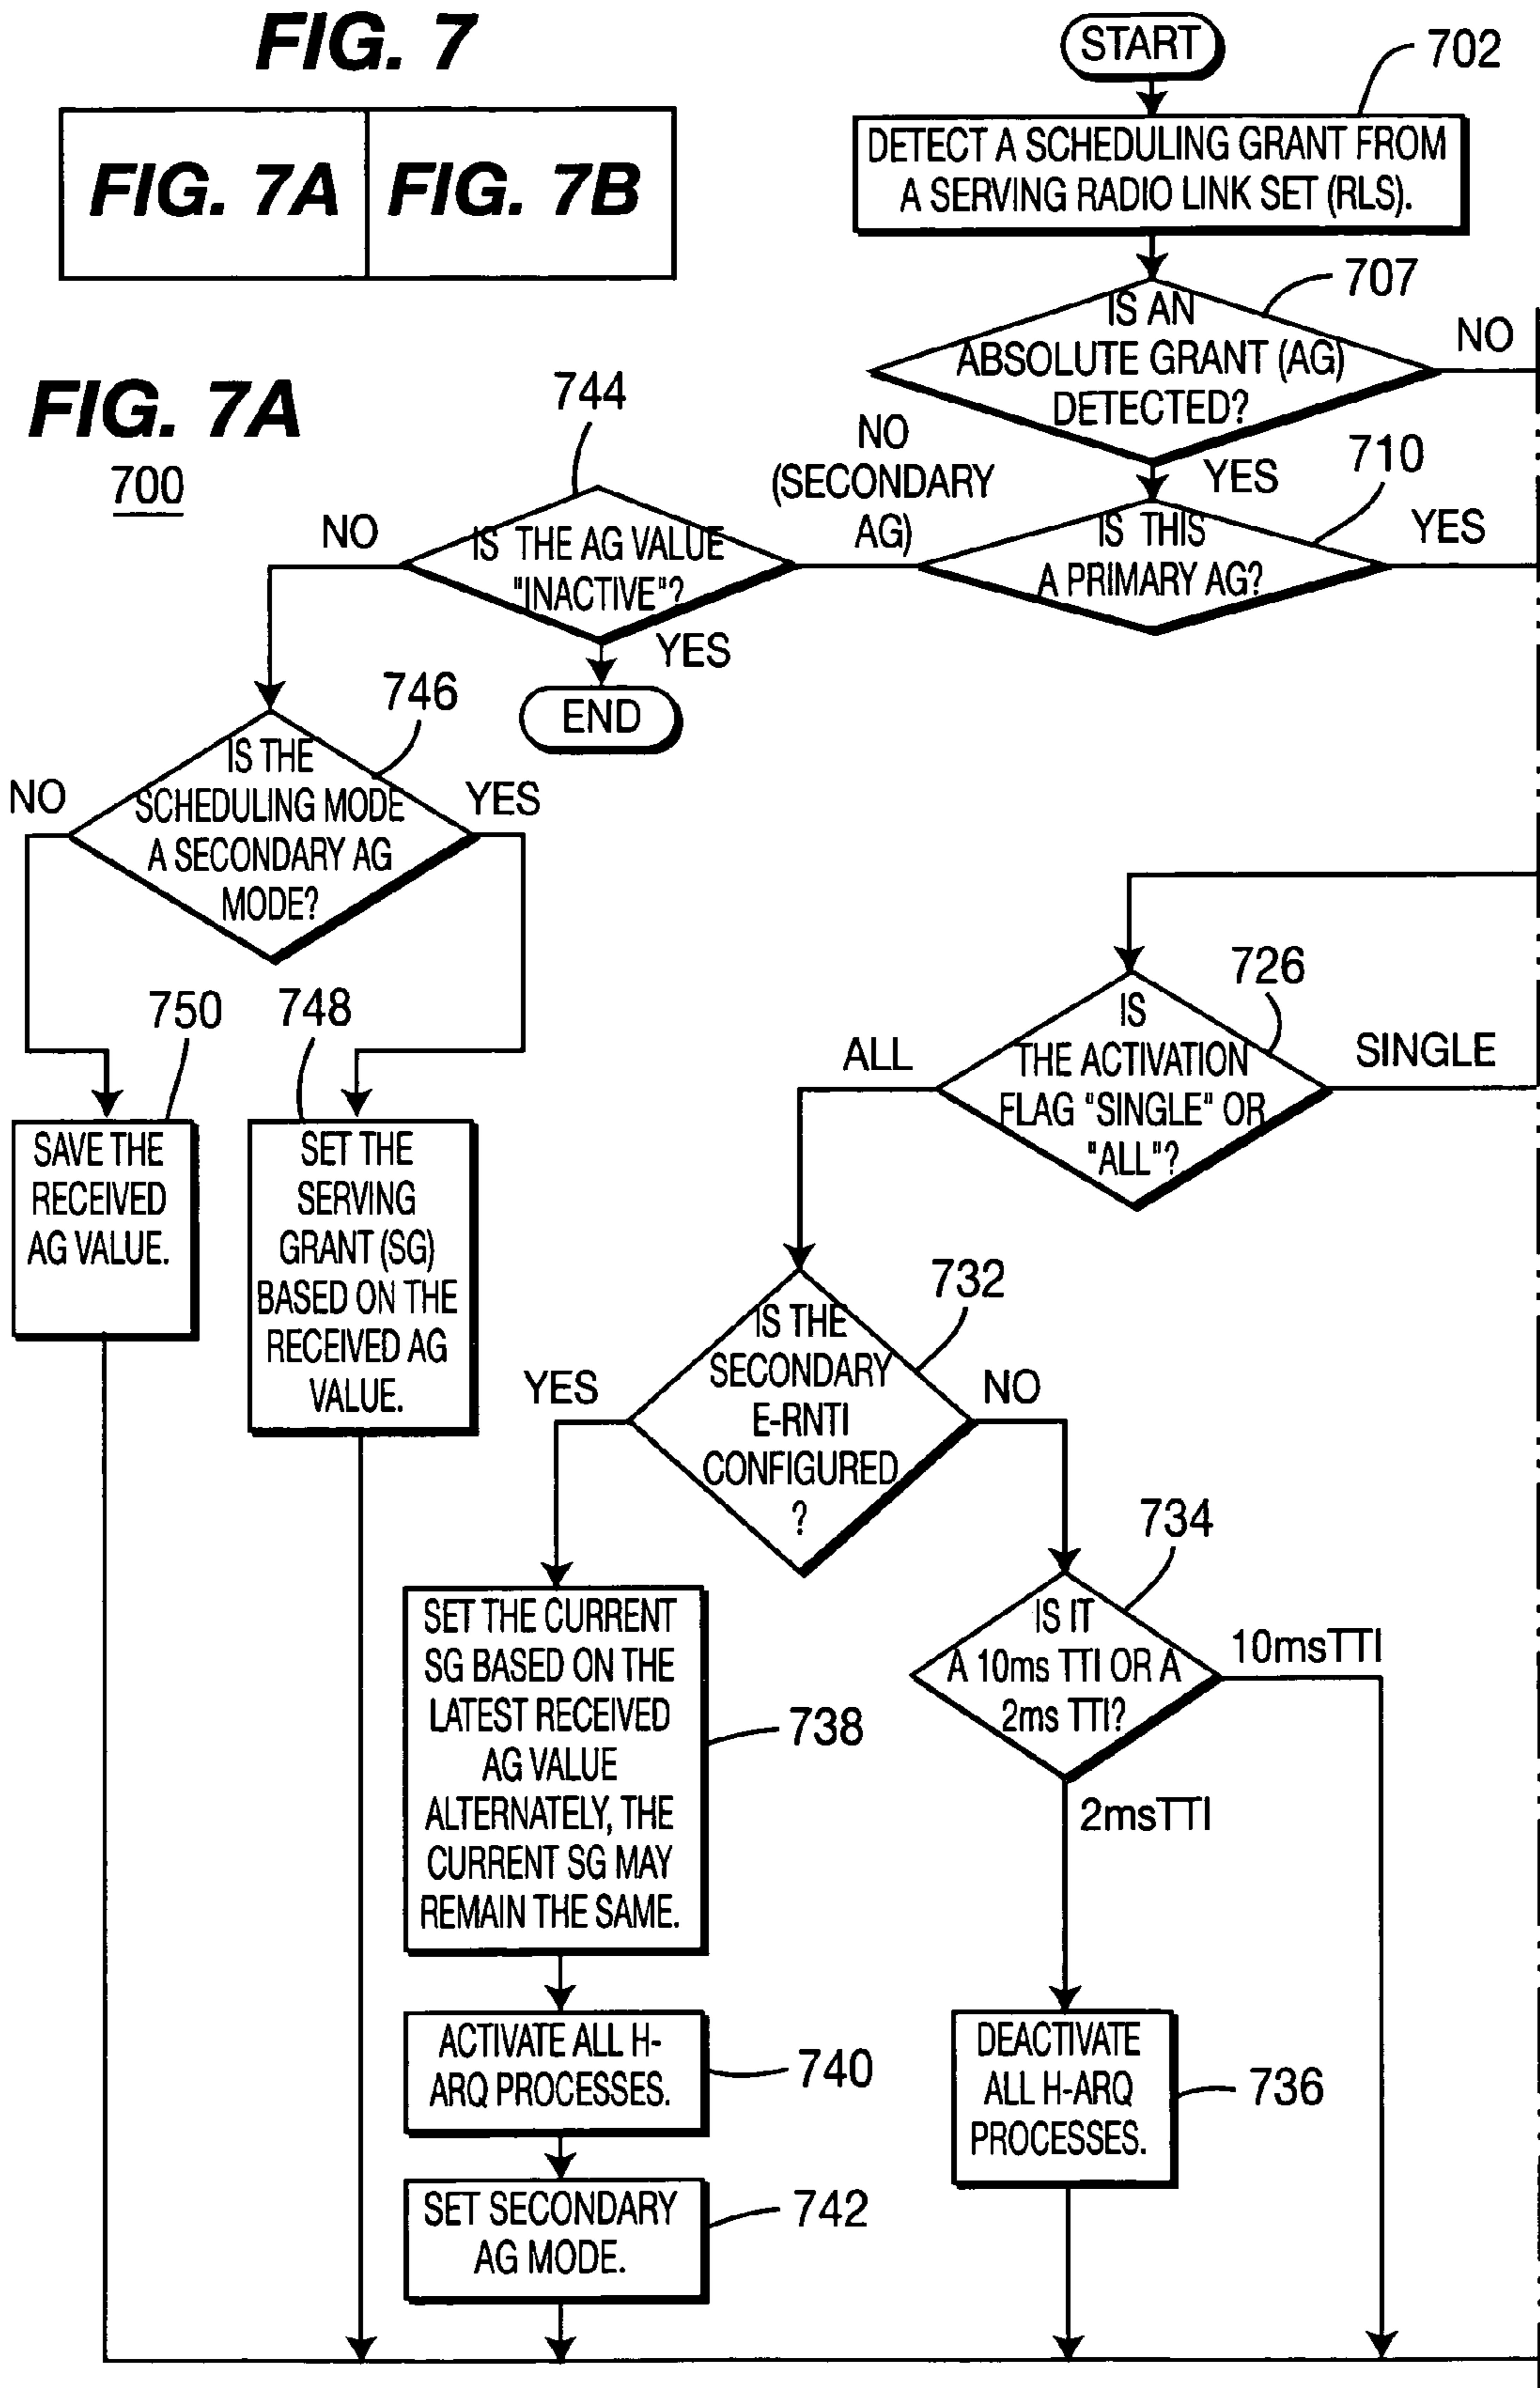 FIG. 7
FIG. 7A
FIG. 7B
START
702
DETECT A SCHEDULING GRANT FROM
A SERVING RADIO LINK SET (RLS).
707
IS AN
ABSOLUTE GRANT (AG)
DETECTED?
NO
YES
FIG. 7A
700
710
IS THIS
A PRIMARY AG?
YES
NO
(SECONDARY
AG)
744
IS THE AG VALUE
"INACTIVE"?
NO
YES
END
746
IS THE
SCHEDULING MODE
A SECONDARY AG
MODE?
NO
YES
750
SAVE THE
RECEIVED
AG VALUE.
748
SET THE
SERVING
GRANT (SG)
BASED ON THE
RECEIVED AG
VALUE.
726
IS
THE ACTIVATION
FLAG "SINGLE" OR
"ALL"?
ALL
SINGLE
732
IS THE
SECONDARY
E-RNTI
CONFIGURED
?
YES
NO
734
IS IT
A 10ms TTI OR A
2ms TTI?
10msTTI
2msTTI
SET THE CURRENT
SG BASED ON THE
LATEST RECEIVED
AG VALUE
ALTERNATELY, THE
CURRENT SG MAY
REMAIN THE SAME.
738
ACTIVATE ALL H-
ARQ PROCESSES.
740
SET SECONDARY
AG MODE.
742
DEACTIVATE
ALL H-ARQ
PROCESSES.
736